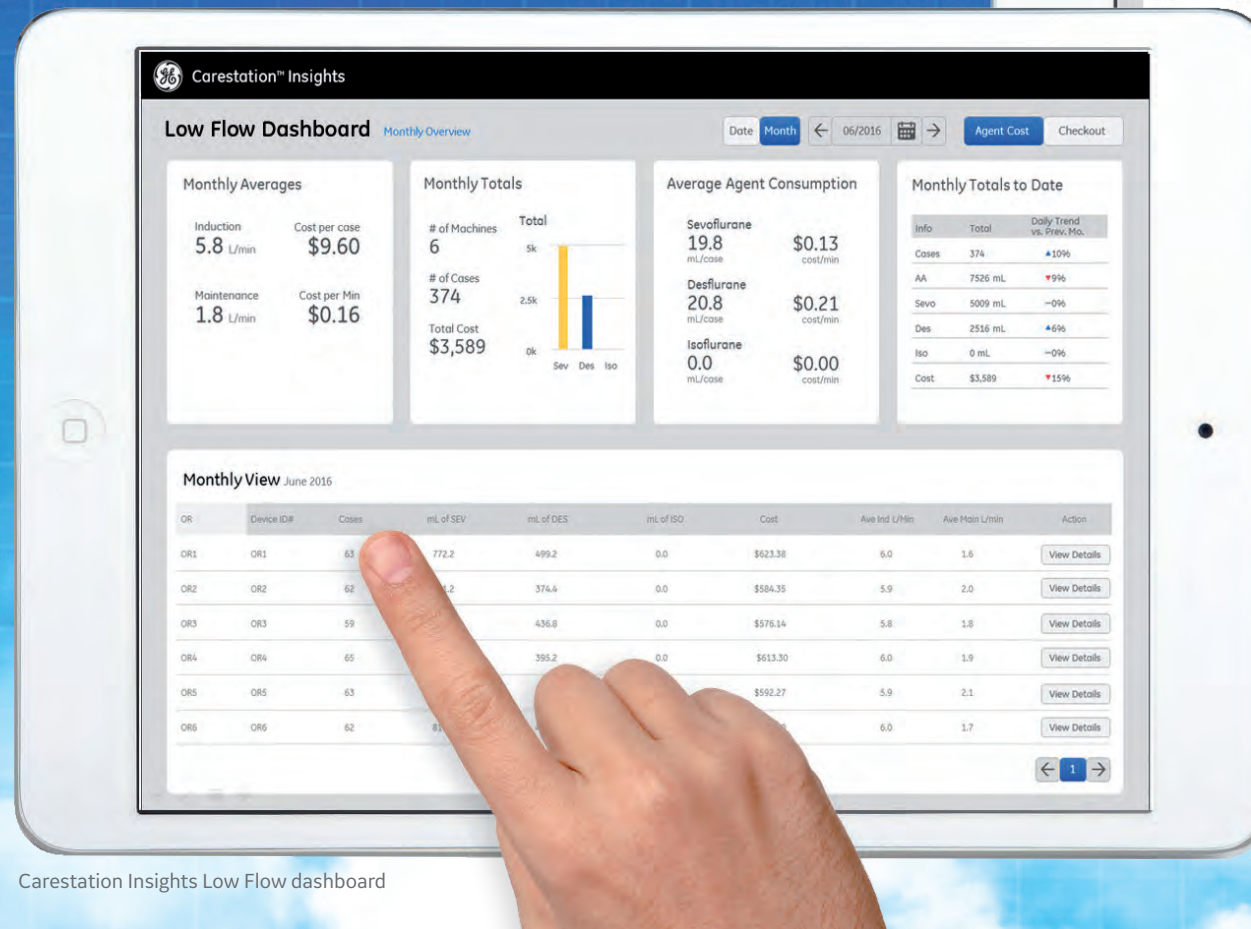 Carestation™ Insights
Low Flow Dashboard Monthly Overview
Date Month 06/2016 Agent Cost Checkout
Monthly Averages
Induction Cost per case
5.8 L/min $9.60
Maintenance Cost per Min
1.8 L/min $0.16
Monthly Totals
# of Machines
6
# of Cases
374
Total Cost
$3,589
Total
5k
2.5k
0k
Sev Des Iso
Average Agent Consumption
Sevoflurane
19.8 $0.13
mL/case cost/min
Desflurane
20.8 $0.21
mL/case cost/min
Isoflurane
0.0 $0.00
mL/case cost/min
Monthly Totals to Date
Info Total Daily Trend
vs. Prev. Mo.
Cases 374 ▲10%
AA 7526 mL ▼9%
Sevo 5009 mL —0%
Des 2516 mL ▲6%
Iso 0 mL —0%
Cost $3,589 ▼15%
Monthly View June 2016
OR Device ID# Cases mL of SEV mL of DES mL of ISO Cost Ave Ind L/Min Ave Main L/min Action
OR1 OR1 63 772.2 499.2 0.0 $623.38 6.0 1.6 View Details
OR2 OR2 62 374.4 0.0 $584.35 5.9 2.0 View Details
OR3 OR3 59 436.8 0.0 $576.14 5.8 1.8 View Details
OR4 OR4 65 395.2 0.0 $613.30 6.0 1.9 View Details
OR5 OR5 63 $592.27 5.9 2.1 View Details
OR6 OR6 62 6.0 1.7 View Details
1
Carestation Insights Low Flow dashboard